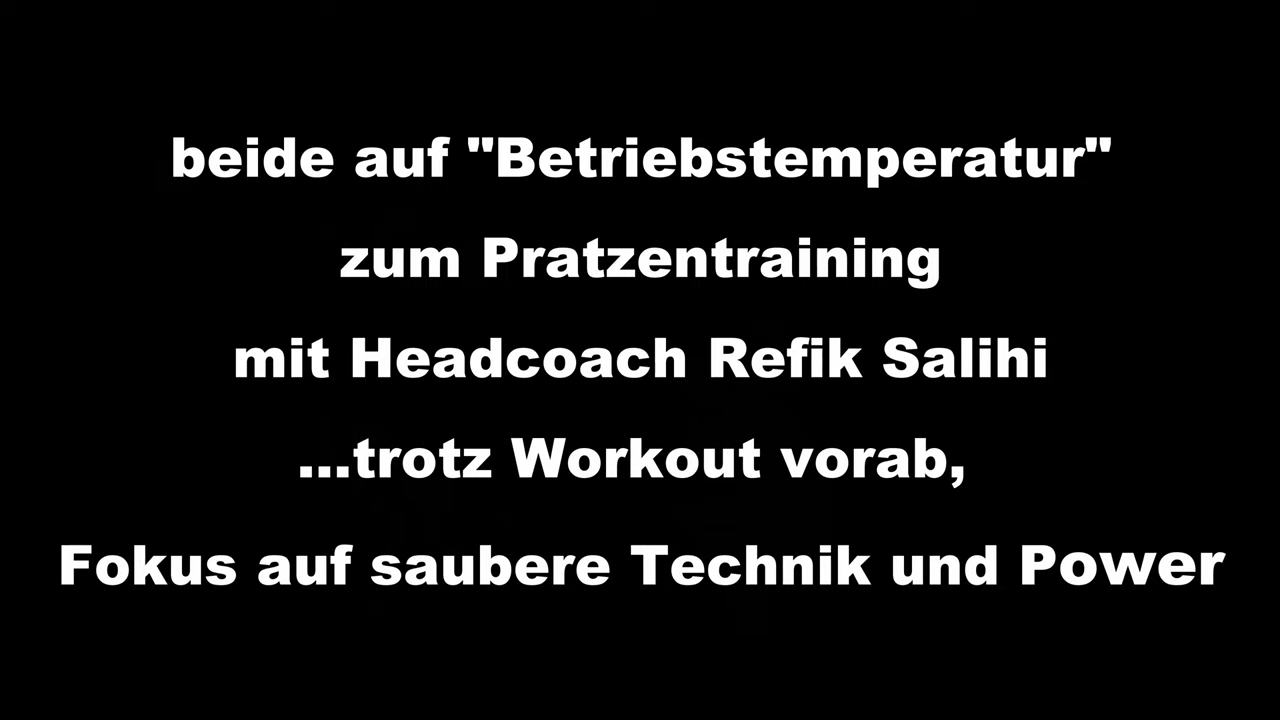 beide auf "Betriebstemperatur"
zum Pratzentraining
mit Headcoach Refik Salihi
...trotz Workout vorab,
Fokus auf saubere Technik und Power